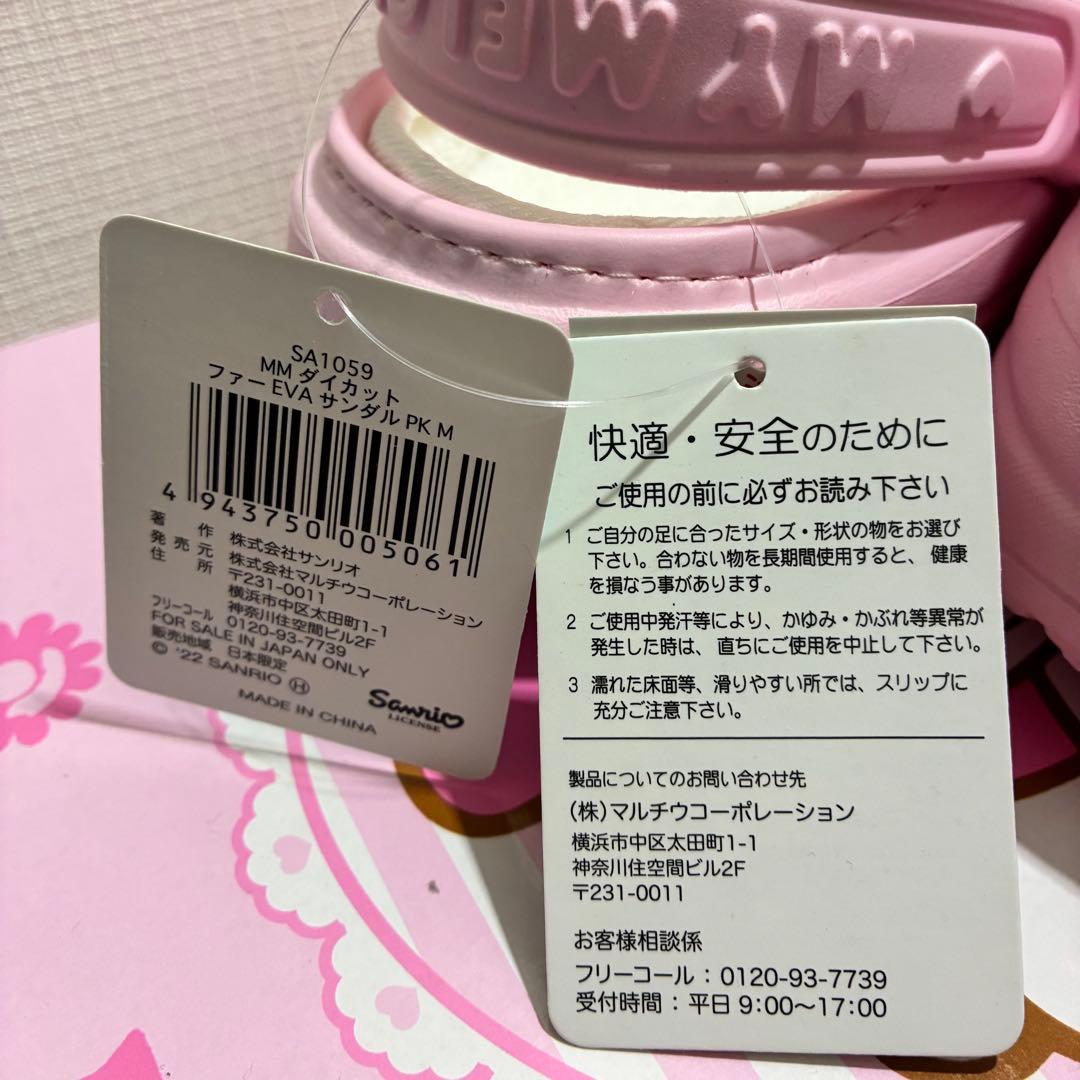 MY MEL
SA1059
MM ダイカット
ファーEVAサンダル PK M
4 943750 005061
著作 株式会社サンリオ
発売元 株式会社マルチウコーポレーション
住所 〒231-0011
横浜市中区太田町1-1
神奈川住空間ビル2F
フリーコール 0120-93-7739
FOR SALE IN JAPAN ONLY
販売地域 日本限定
© '22 SANRIO Ⓗ
MADE IN CHINA
Sanrio
LICENSE
快適・安全のために
ご使用の前に必ずお読み下さい
1 ご自分の足に合ったサイズ・形状の物をお選び
下さい。合わない物を長期間使用すると、健康
を損なう事があります。
2 ご使用中発汗等により、かゆみ・かぶれ等異常が
発生した時は、直ちにご使用を中止して下さい。
3 濡れた床面等、滑りやすい所では、スリップに
充分ご注意下さい。
製品についてのお問い合わせ先
(株)マルチウコーポレーション
横浜市中区太田町1-1
神奈川住空間ビル2F
〒231-0011
お客様相談係
フリーコール：0120-93-7739
受付時間：平日 9:00〜17:00